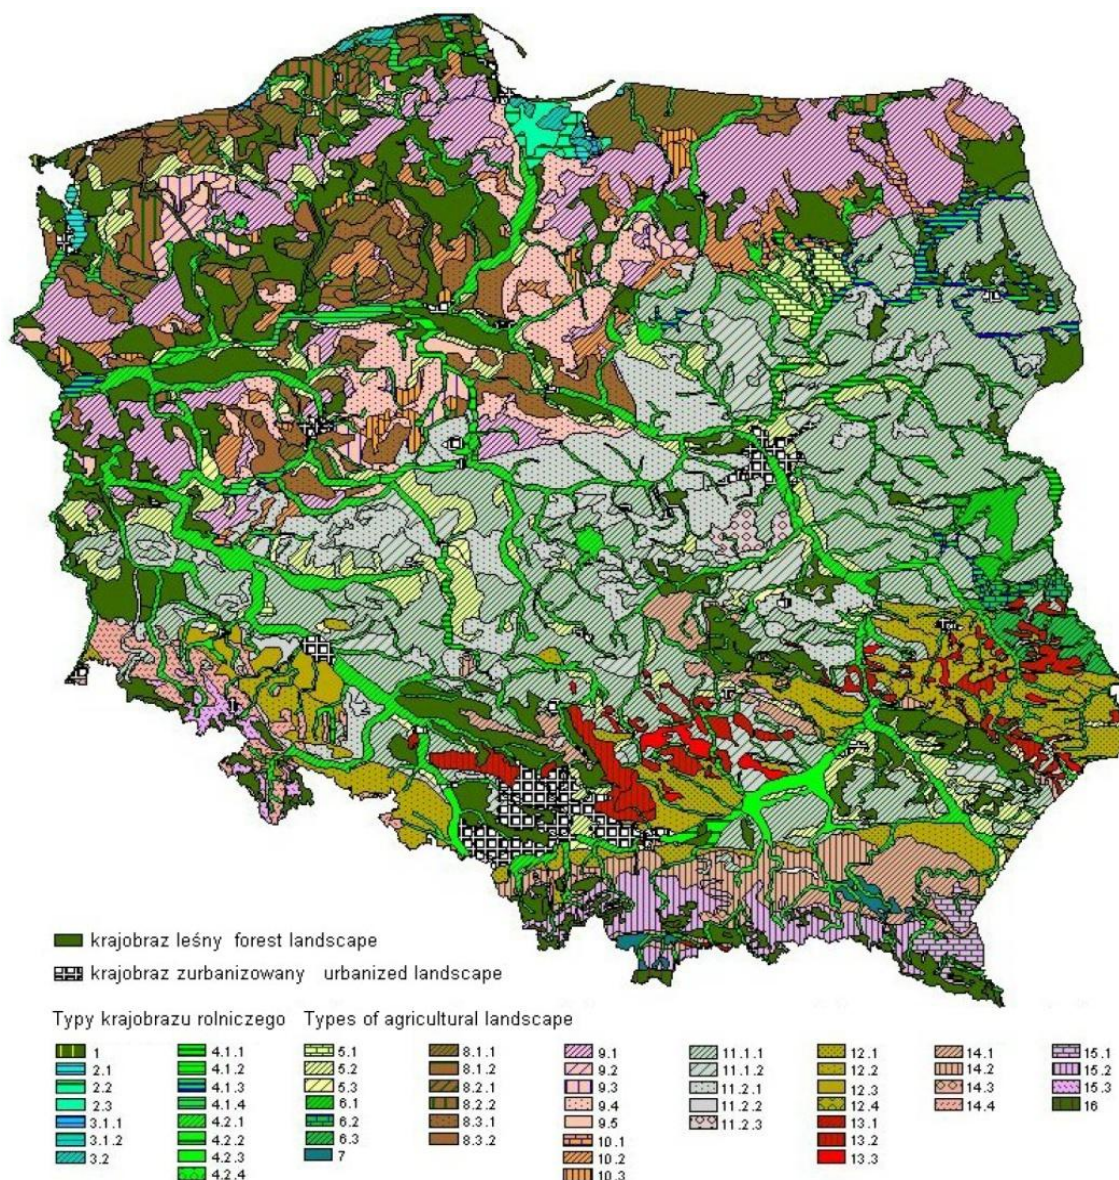 krajobraz leśny forest landscape
krajobraz zurbanizowany urbanized landscape
Typy krajobrazu rolniczego Types of agricultural landscape
1 4.1.1 5.1 8.1.1 9.1 11.1.1 12.1 14.1 15.1
2.1 4.1.2 5.2 8.1.2 9.2 11.1.2 12.2 14.2 15.2
2.2 4.1.3 5.3 8.2.1 9.3 11.2.1 12.3 14.3 15.3
2.3 4.1.4 6.1 8.2.2 9.4 11.2.2 12.4 14.4 16
3.1.1 4.2.1 6.2 8.3.1 9.5 11.2.3 13.1
3.1.2 4.2.2 6.3 8.3.2 10.1 13.2
3.2 4.2.3 7 10.2 13.3
4.2.4 10.3